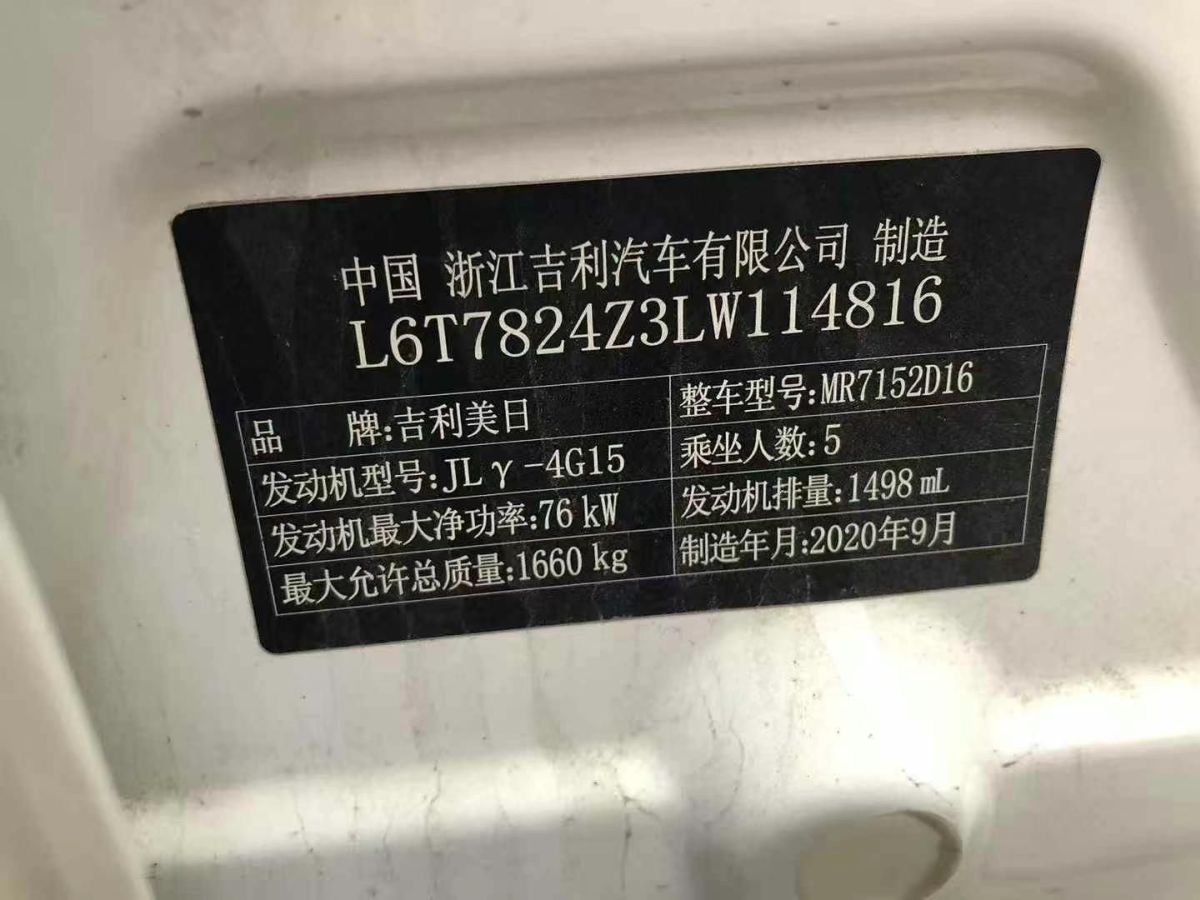 中国 浙江吉利汽车有限公司 制造
L6T7824Z3LW114816
品 牌:吉利美日 整车型号:MR7152D16
发动机型号:JLγ-4G15 乘坐人数:5
发动机最大净功率:76 kW 发动机排量:1498 mL
最大允许总质量:1660 kg 制造年月:2020年9月